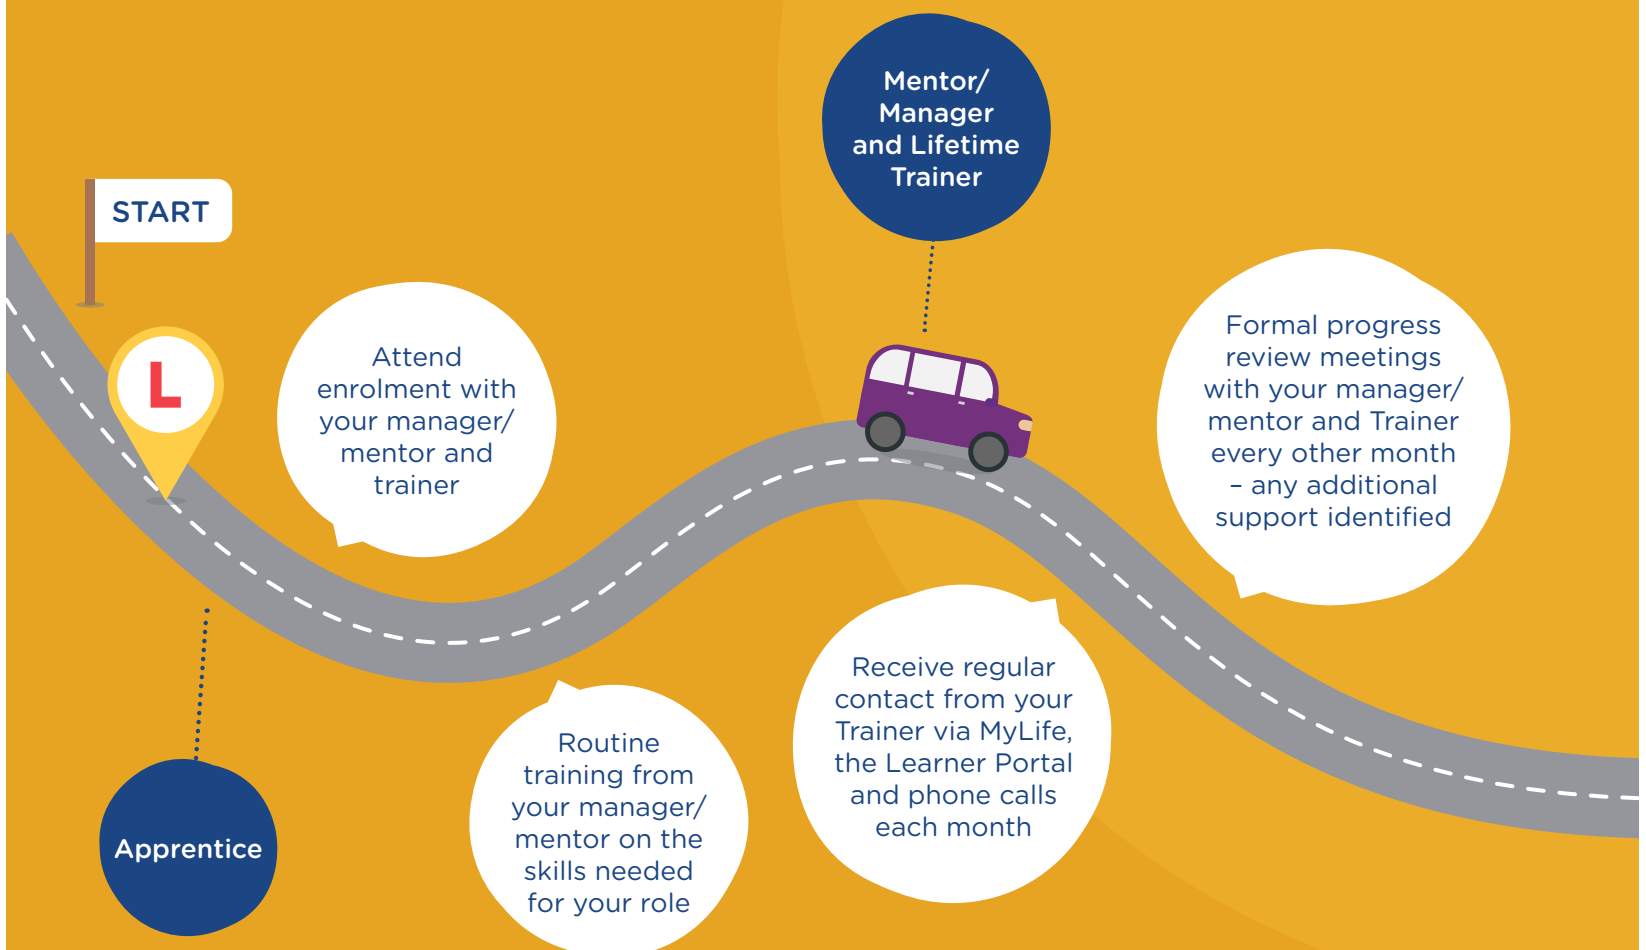 START
L
Attend
enrolment with
your manager/
mentor and
trainer
Apprentice
Routine
training from
your manager/
mentor on the
skills needed
for your role
Mentor/
Manager
and Lifetime
Trainer
Receive regular
contact from your
Trainer via MyLife,
the Learner Portal
and phone calls
each month
Formal progress
review meetings
with your manager/
mentor and Trainer
every other month
– any additional
support identified